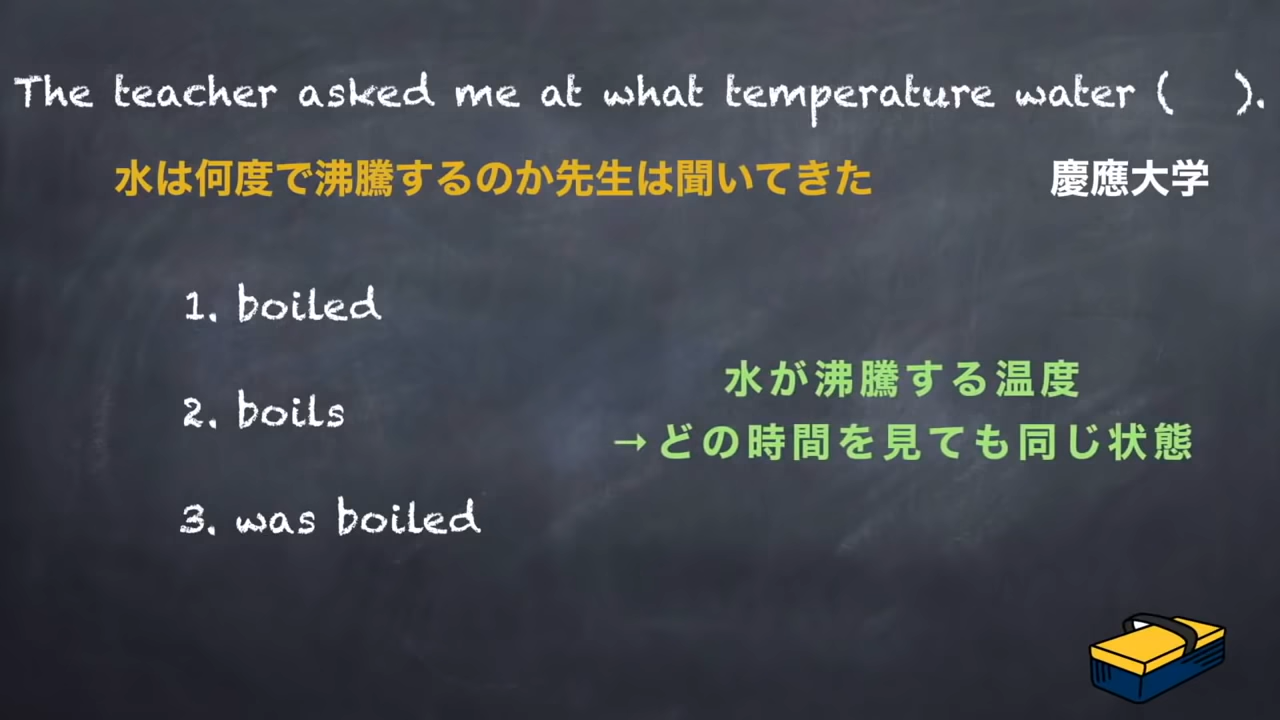 The teacher asked me at what temperature water (    ).
水は何度で沸騰するのか先生は聞いてきた 慶應大学
1. boiled
2. boils
水が沸騰する温度
→どの時間を見ても同じ状態
3. was boiled